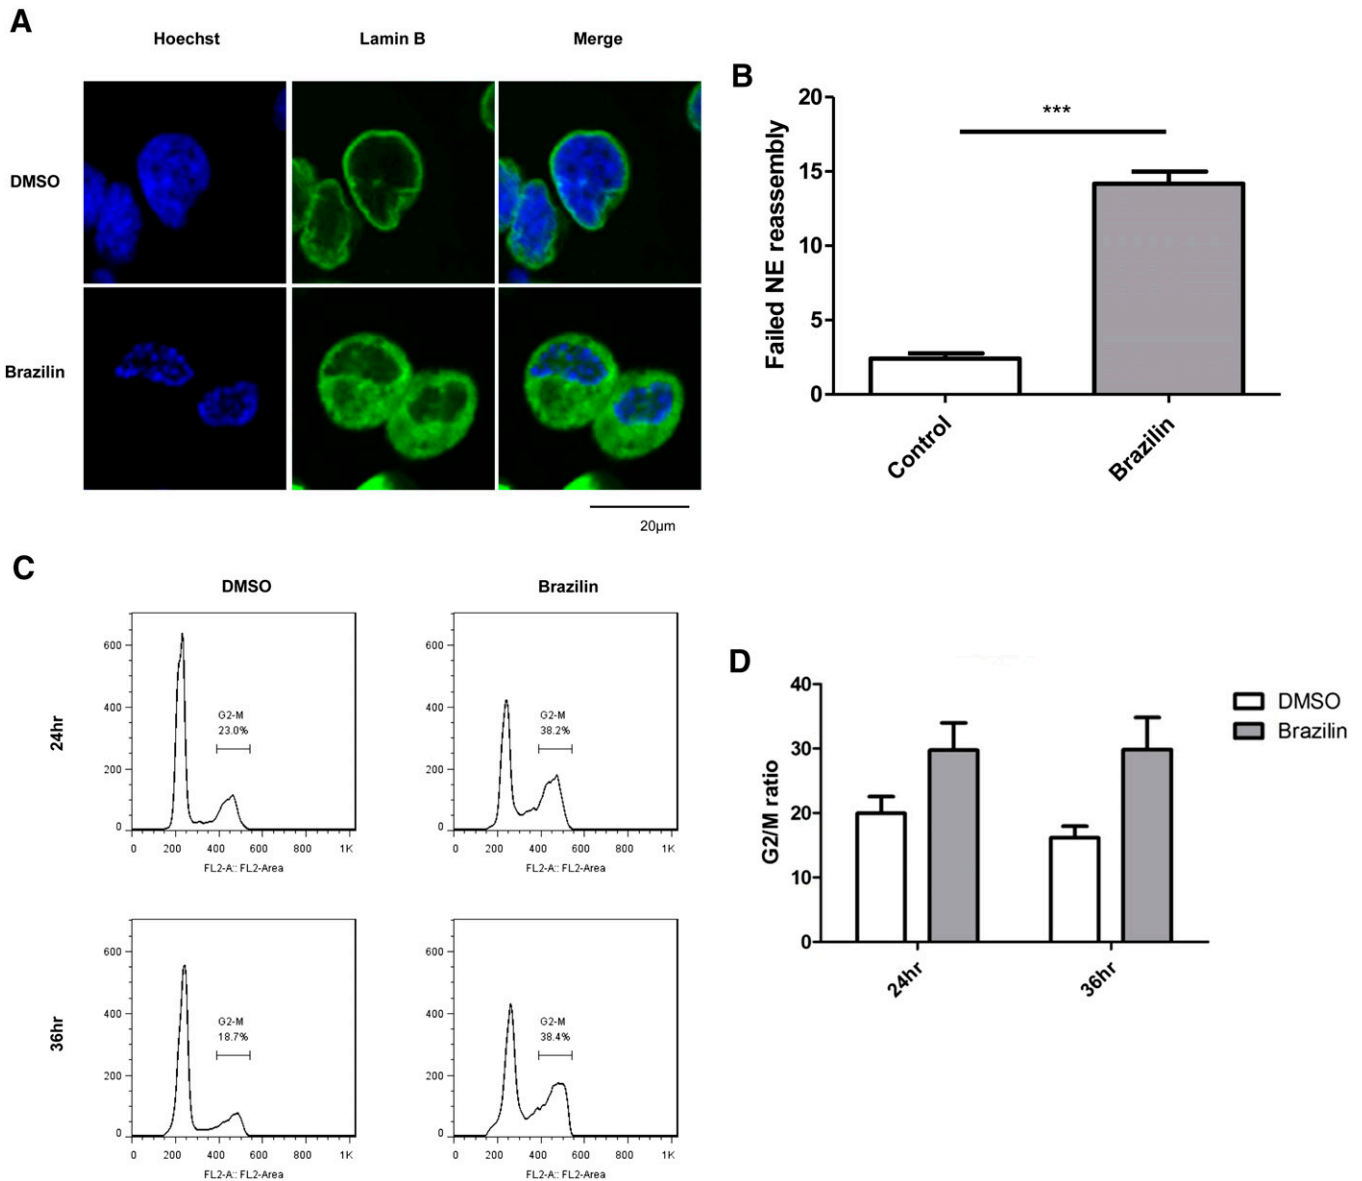 A
Hoechst Lamin B Merge
DMSO
Brazilin
20μm
B
Failed NE reassembly
20
15
10
5
0
***
Control
Brazilin
C
DMSO Brazilin
24hr
600
400
200
0
G2-M
23.0%
0 200 400 600 800 1K
FL2-A:: FL2-Area
600
400
200
0
G2-M
38.2%
0 200 400 600 800 1K
FL2-A:: FL2-Area
36hr
600
400
200
0
G2-M
18.7%
0 200 400 600 800 1K
FL2-A:: FL2-Area
600
400
200
0
G2-M
38.4%
0 200 400 600 800 1K
FL2-A:: FL2-Area
D
G2/M ratio
40
30
20
10
0
24hr
36hr
DMSO
Brazilin